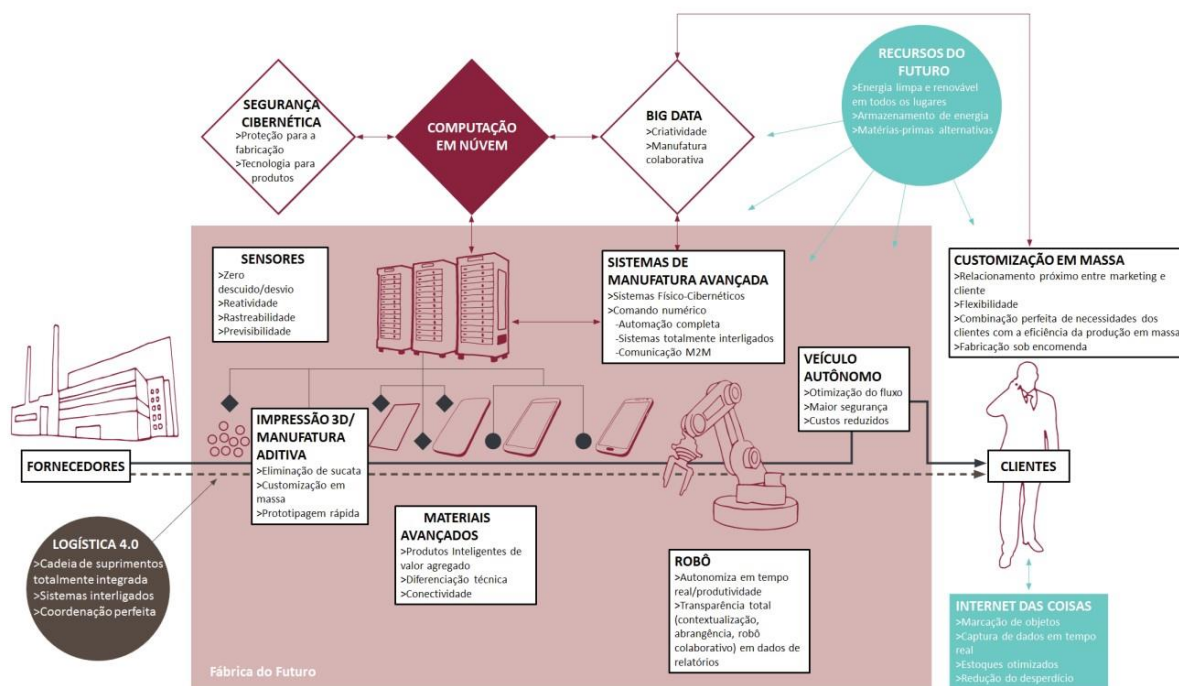 RECURSOS DO
FUTURO
>Energia limpa e renovável
em todos os lugares
>Armazenamento de energia
>Matérias-primas alternativas
SEGURANÇA
CIBERNÉTICA
>Proteção para a
fabricação
>Tecnologia para
produtos
COMPUTAÇÃO
EM NÚVEM
BIG DATA
>Criatividade
>Manufatura
colaborativa
SENSORES
>Zero
descuido/desvio
>Reatividade
>Rastreabilidade
>Previsibilidade
SISTEMAS DE
MANUFATURA AVANÇADA
>Sistemas Físico-Cibernéticos
>Comando numérico
-Automação completa
-Sistemas totalmente interligados
-Comunicação M2M
CUSTOMIZAÇÃO EM MASSA
>Relacionamento próximo entre marketing e
cliente
>Flexibilidade
>Combinação perfeita de necessidades dos
clientes com a eficiência da produção em massa
>Fabricação sob encomenda
VEÍCULO
AUTÔNOMO
>Otimização do fluxo
>Maior segurança
>Custos reduzidos
IMPRESSÃO 3D/
MANUFATURA
ADITIVA
>Eliminação de sucata
>Customização em
massa
>Prototipagem rápida
FORNECEDORES
CLIENTES
LOGÍSTICA 4.0
>Cadeia de suprimentos
totalmente integrada
>Sistemas interligados
>Coordenação perfeita
MATERIAIS
AVANÇADOS
>Produtos Inteligentes de
valor agregado
>Diferenciação técnica
>Conectividade
ROBÔ
>Autonomiza em tempo
real/produtividade
>Transparência total
(contextualização,
abrangência, robô
colaborativo) em dados de
relatórios
INTERNET DAS COISAS
>Marcação de objetos
>Captura de dados em tempo
real
>Estoques otimizados
>Redução do desperdício
Fábrica do Futuro